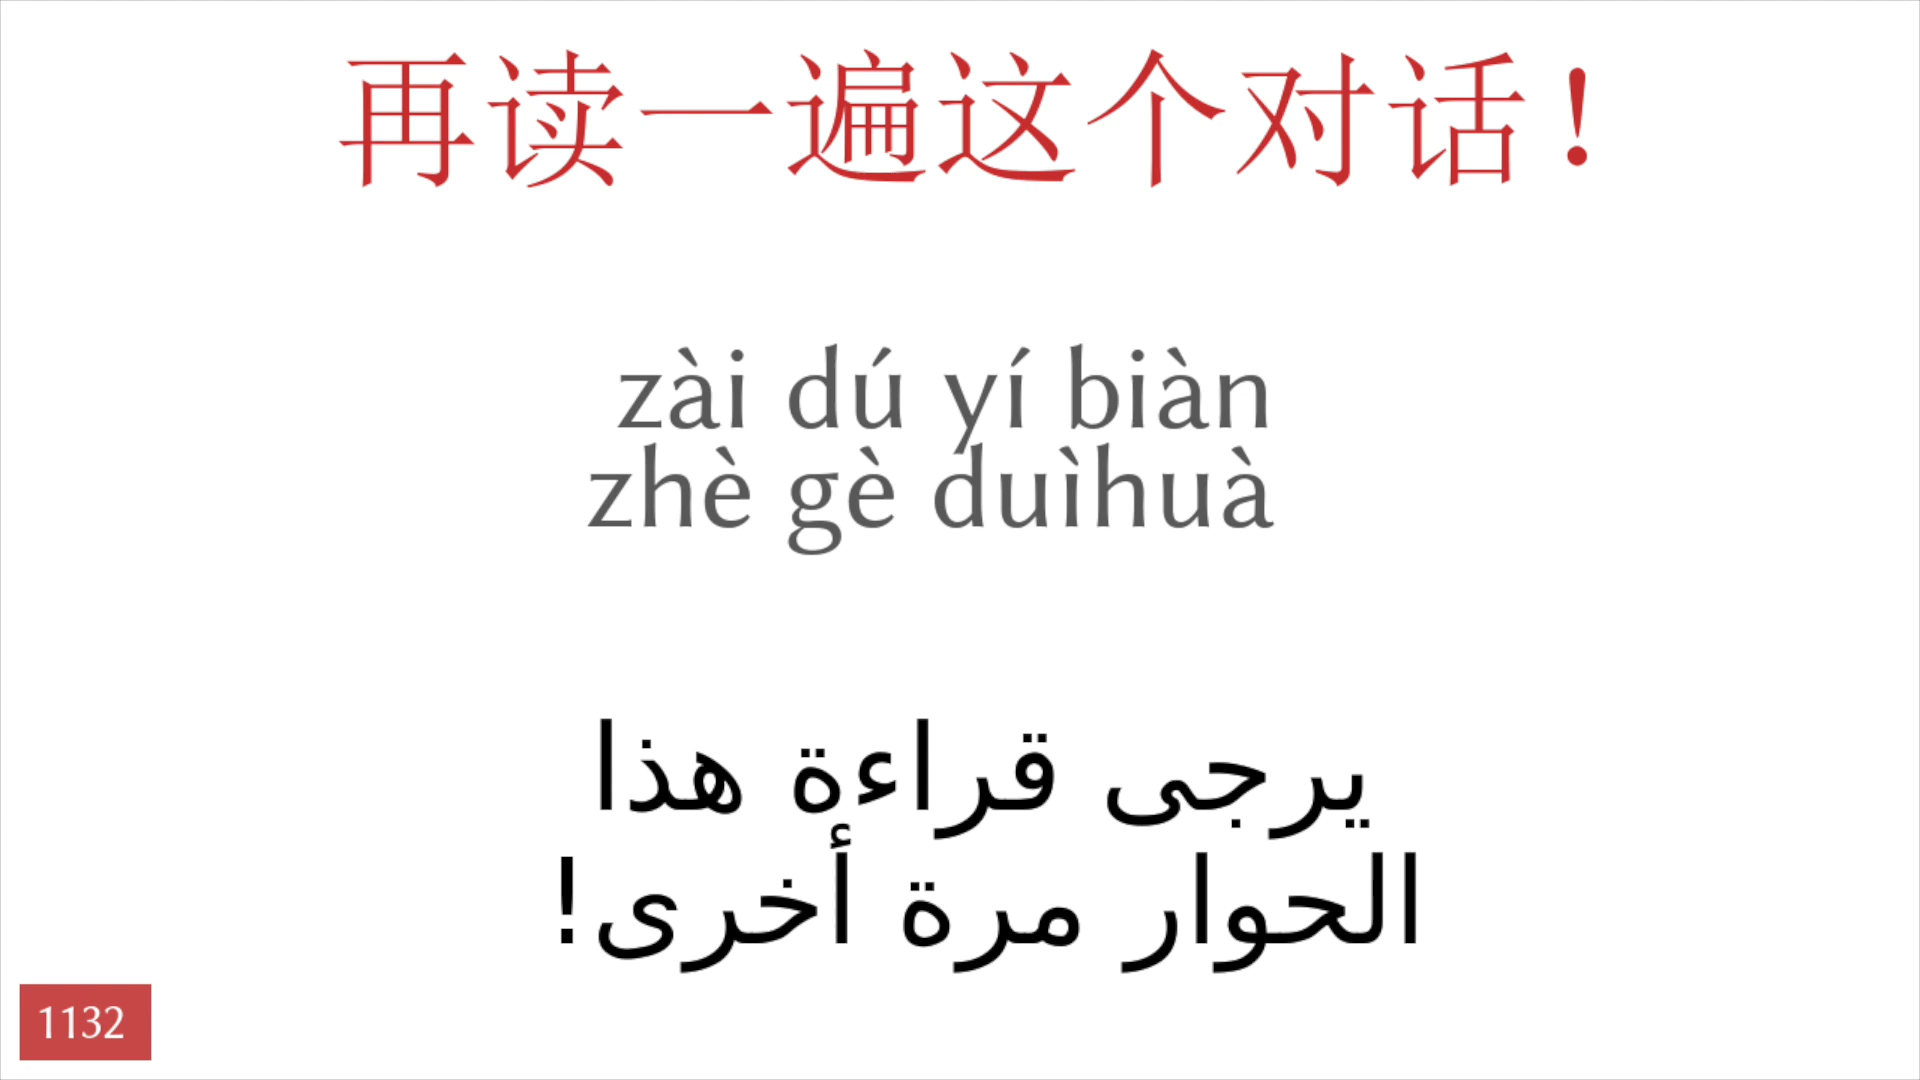 再读一遍这个对话！
zài dú yí biàn
zhè gè duìhuà
يرجى قراءة هذا
الحوار مرة أخرى!
1132